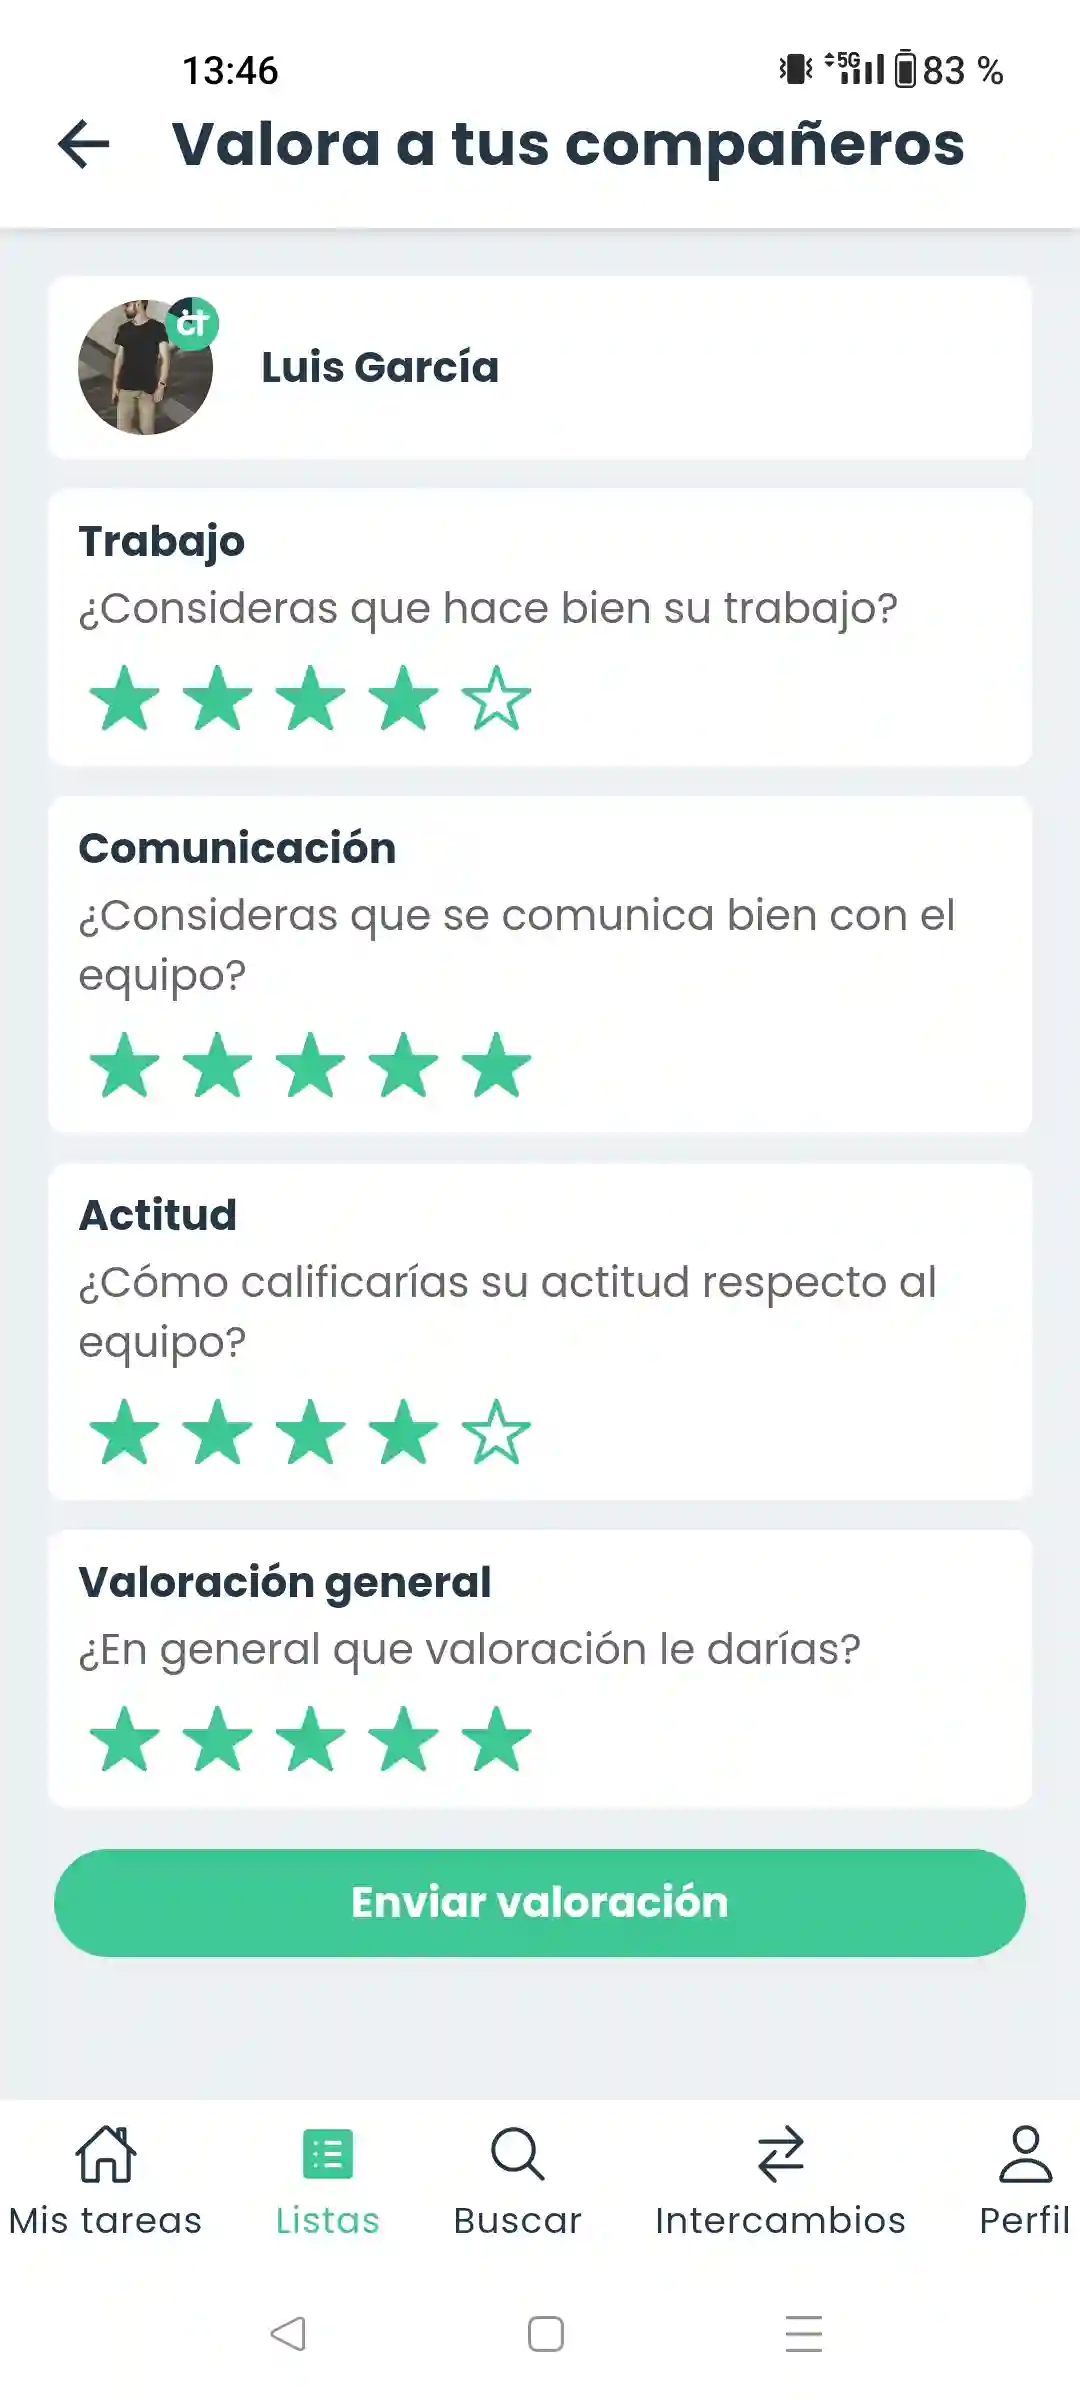 13:46
5G 83 %
Valora a tus compañeros
ct
Luis García
Trabajo
¿Consideras que hace bien su trabajo?
Comunicación
¿Consideras que se comunica bien con el
equipo?
Actitud
¿Cómo calificarías su actitud respecto al
equipo?
Valoración general
¿En general que valoración le darías?
Enviar valoración
Mis tareas
Listas
Buscar
Intercambios
Perfil